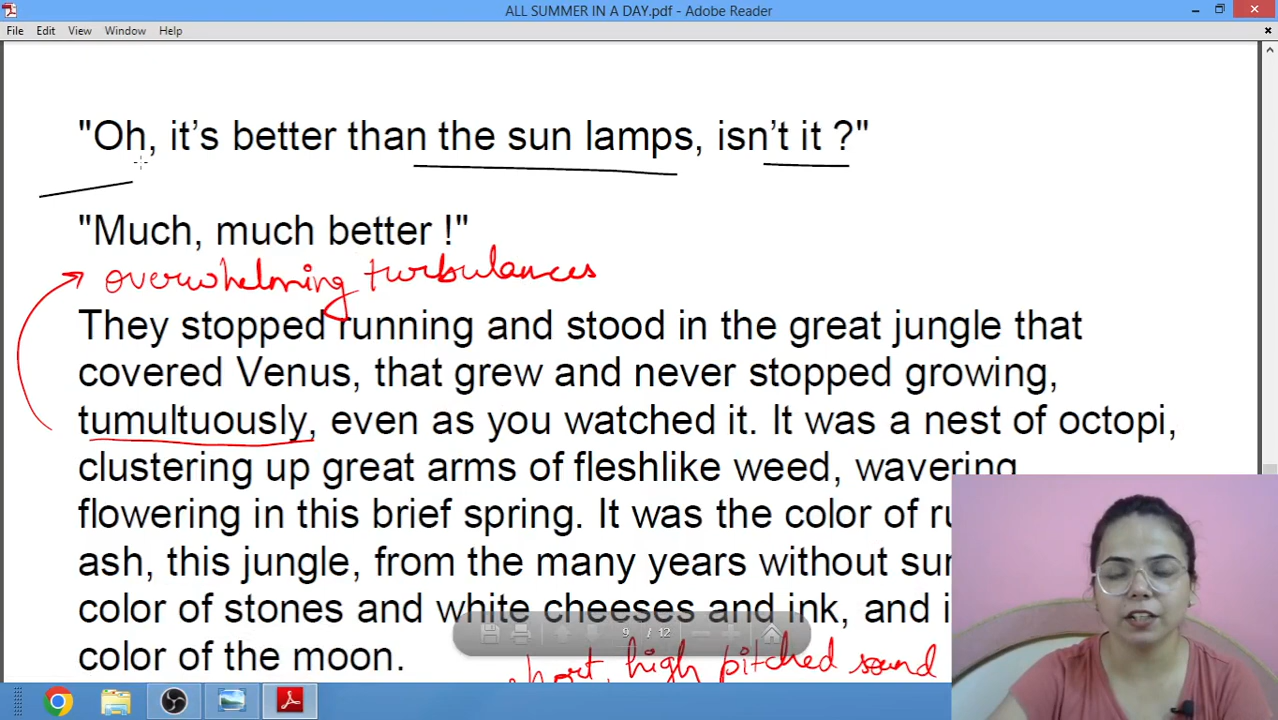 ALL SUMMER IN A DAY.pdf - Adobe Reader
File Edit View Window Help
"Oh, it's better than the sun lamps, isn't it ?"
"Much, much better !"
overwhelming turbulances
They stopped running and stood in the great jungle that
covered Venus, that grew and never stopped growing,
tumultuously, even as you watched it. It was a nest of octopi,
clustering up great arms of fleshlike weed, wavering,
flowering in this brief spring. It was the color of
ash, this jungle, from the many years without
color of stones and white cheeses and ink, and
9 / 12
color of the moon.
short, high pitched sound